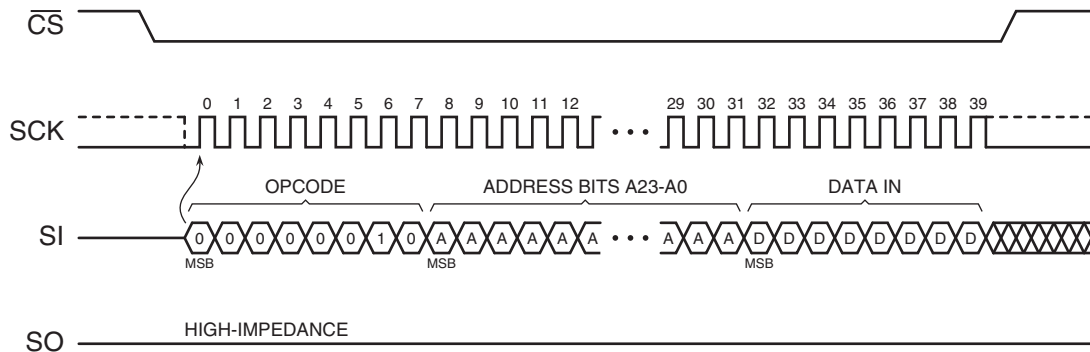 CS
0 1 2 3 4 5 6 7 8 9 10 11 12 29 30 31 32 33 34 35 36 37 38 39
SCK
OPCODE ADDRESS BITS A23-A0 DATA IN
SI 0 0 0 0 0 0 1 0 A A A A A A A A A D D D D D D D D
MSB MSB MSB
HIGH-IMPEDANCE
SO